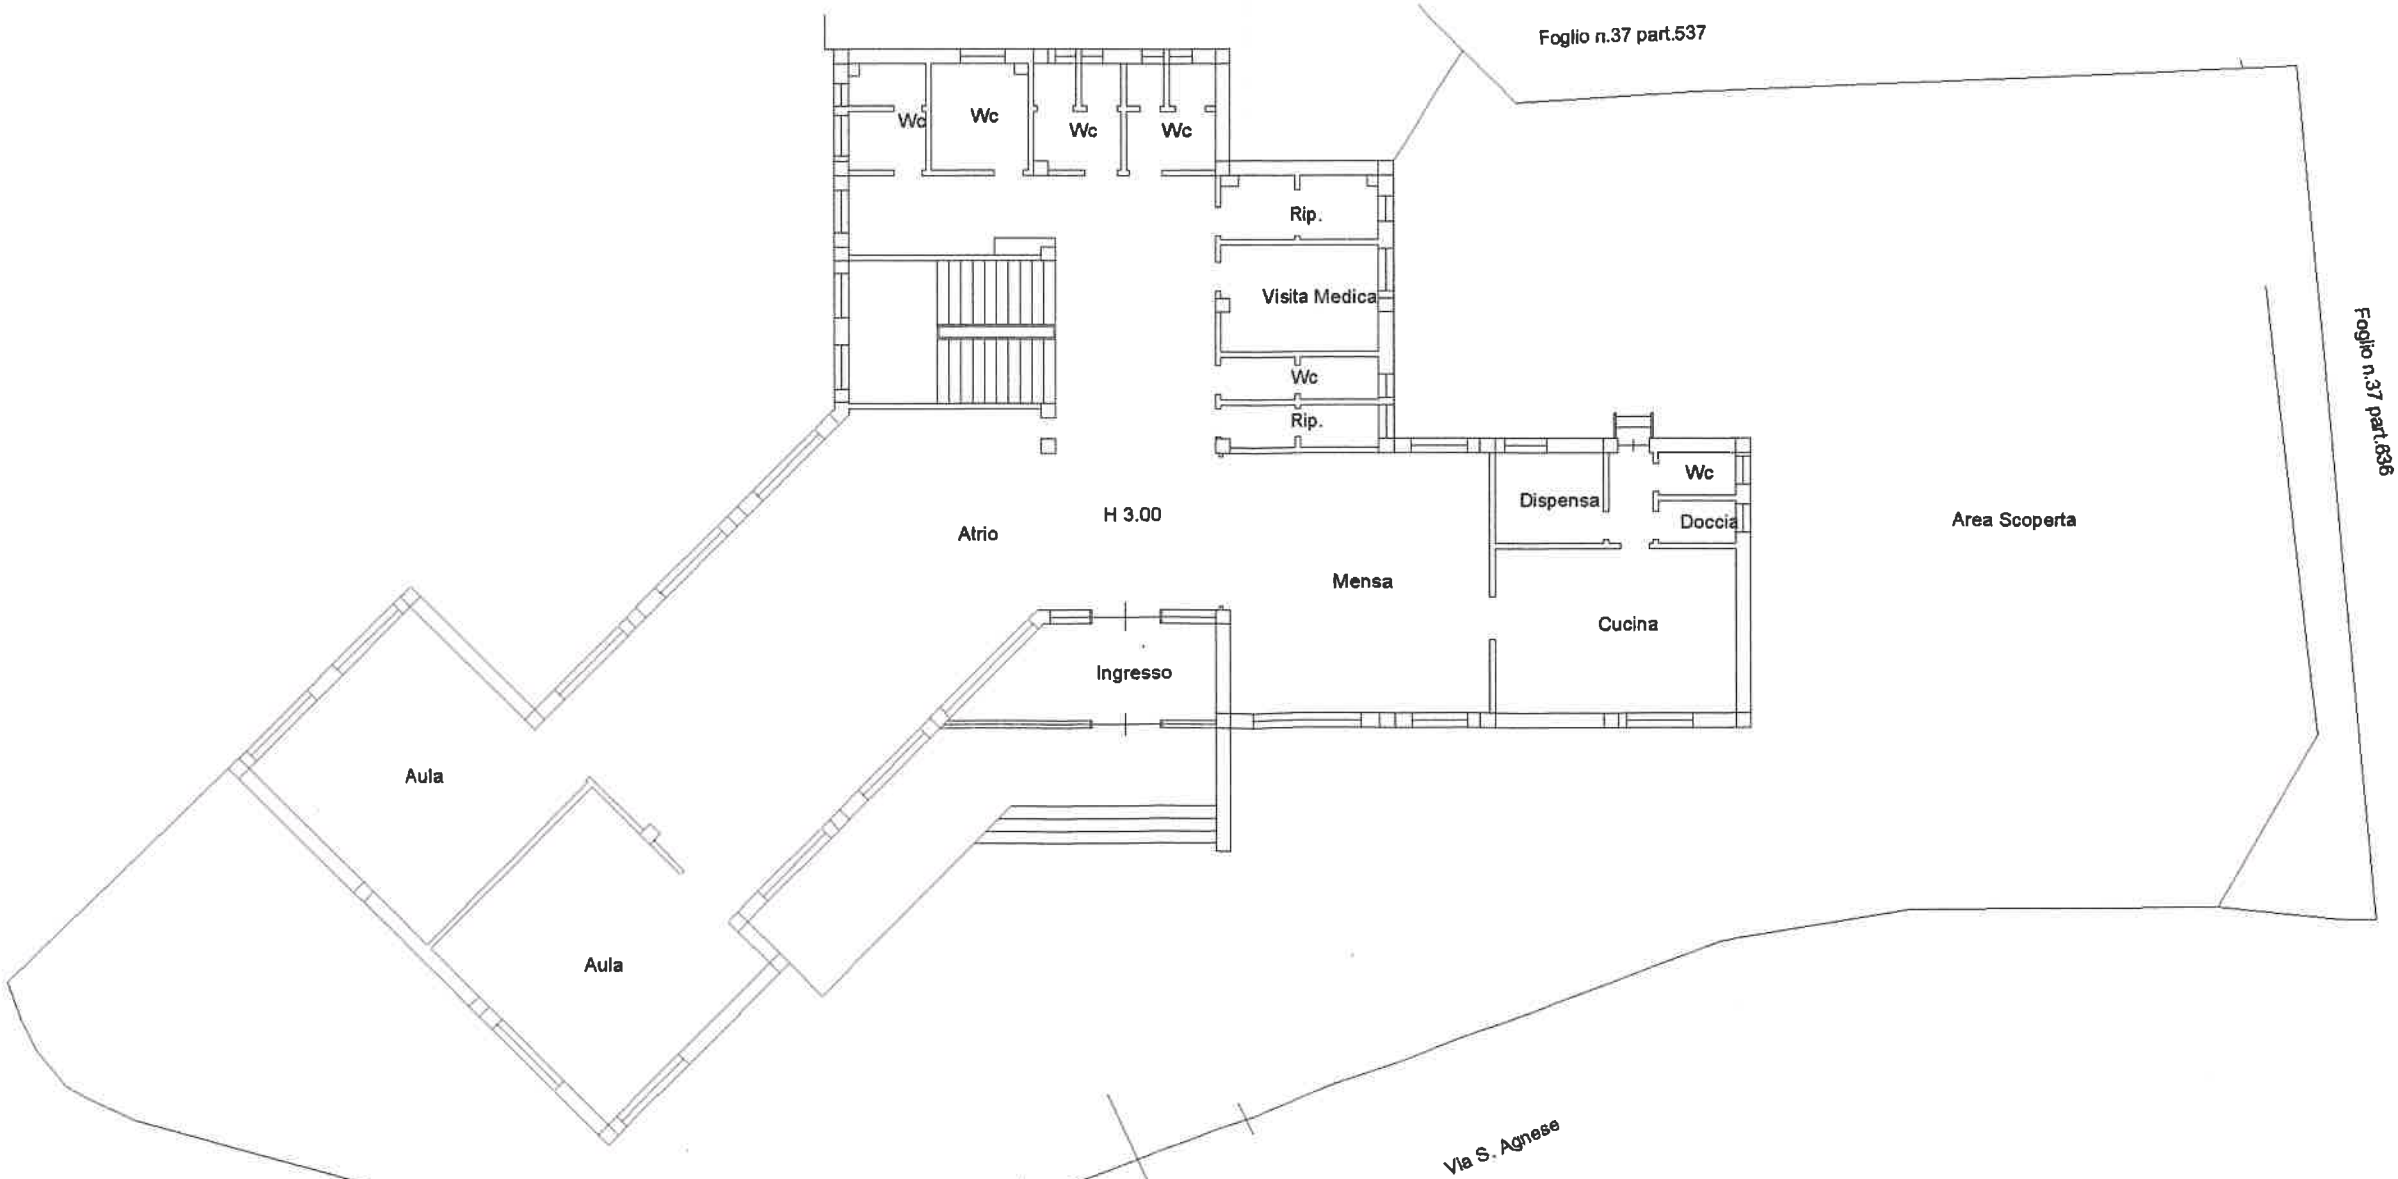 Foglio n.37 part.537
Wc
Wc
Wc
Wc
Rip.
Visita Medica
Wc
Rip.
Foglio n.37 part.636
Wc
Dispensa
Doccia
Atrio
H 3.00
Area Scoperta
Mensa
Cucina
Ingresso
Aula
Aula
Via S. Agnese